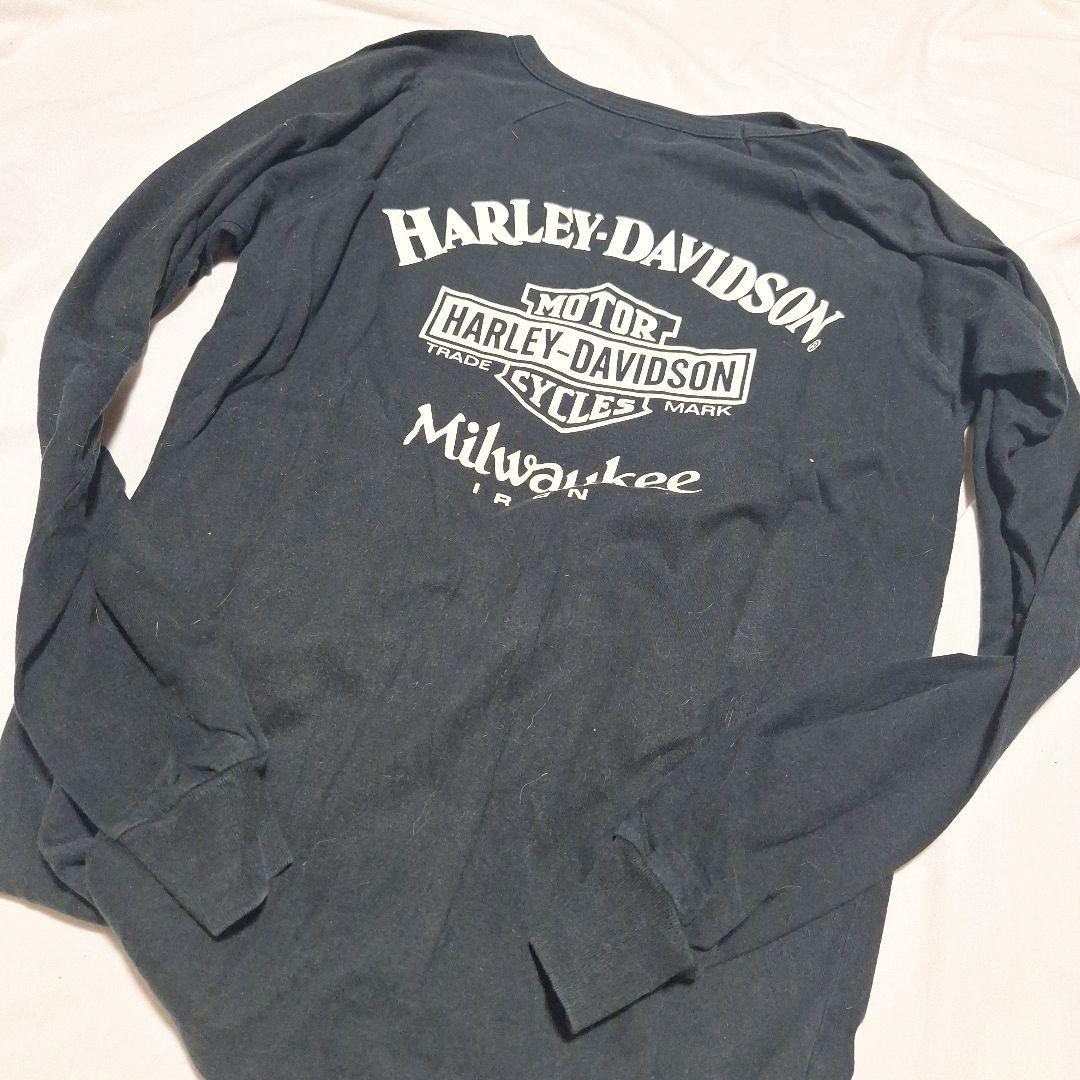 HARLEY-DAVIDSON®
MOTOR
HARLEY-DAVIDSON
TRADE MARK
CYCLES
Milwaukee
IRON